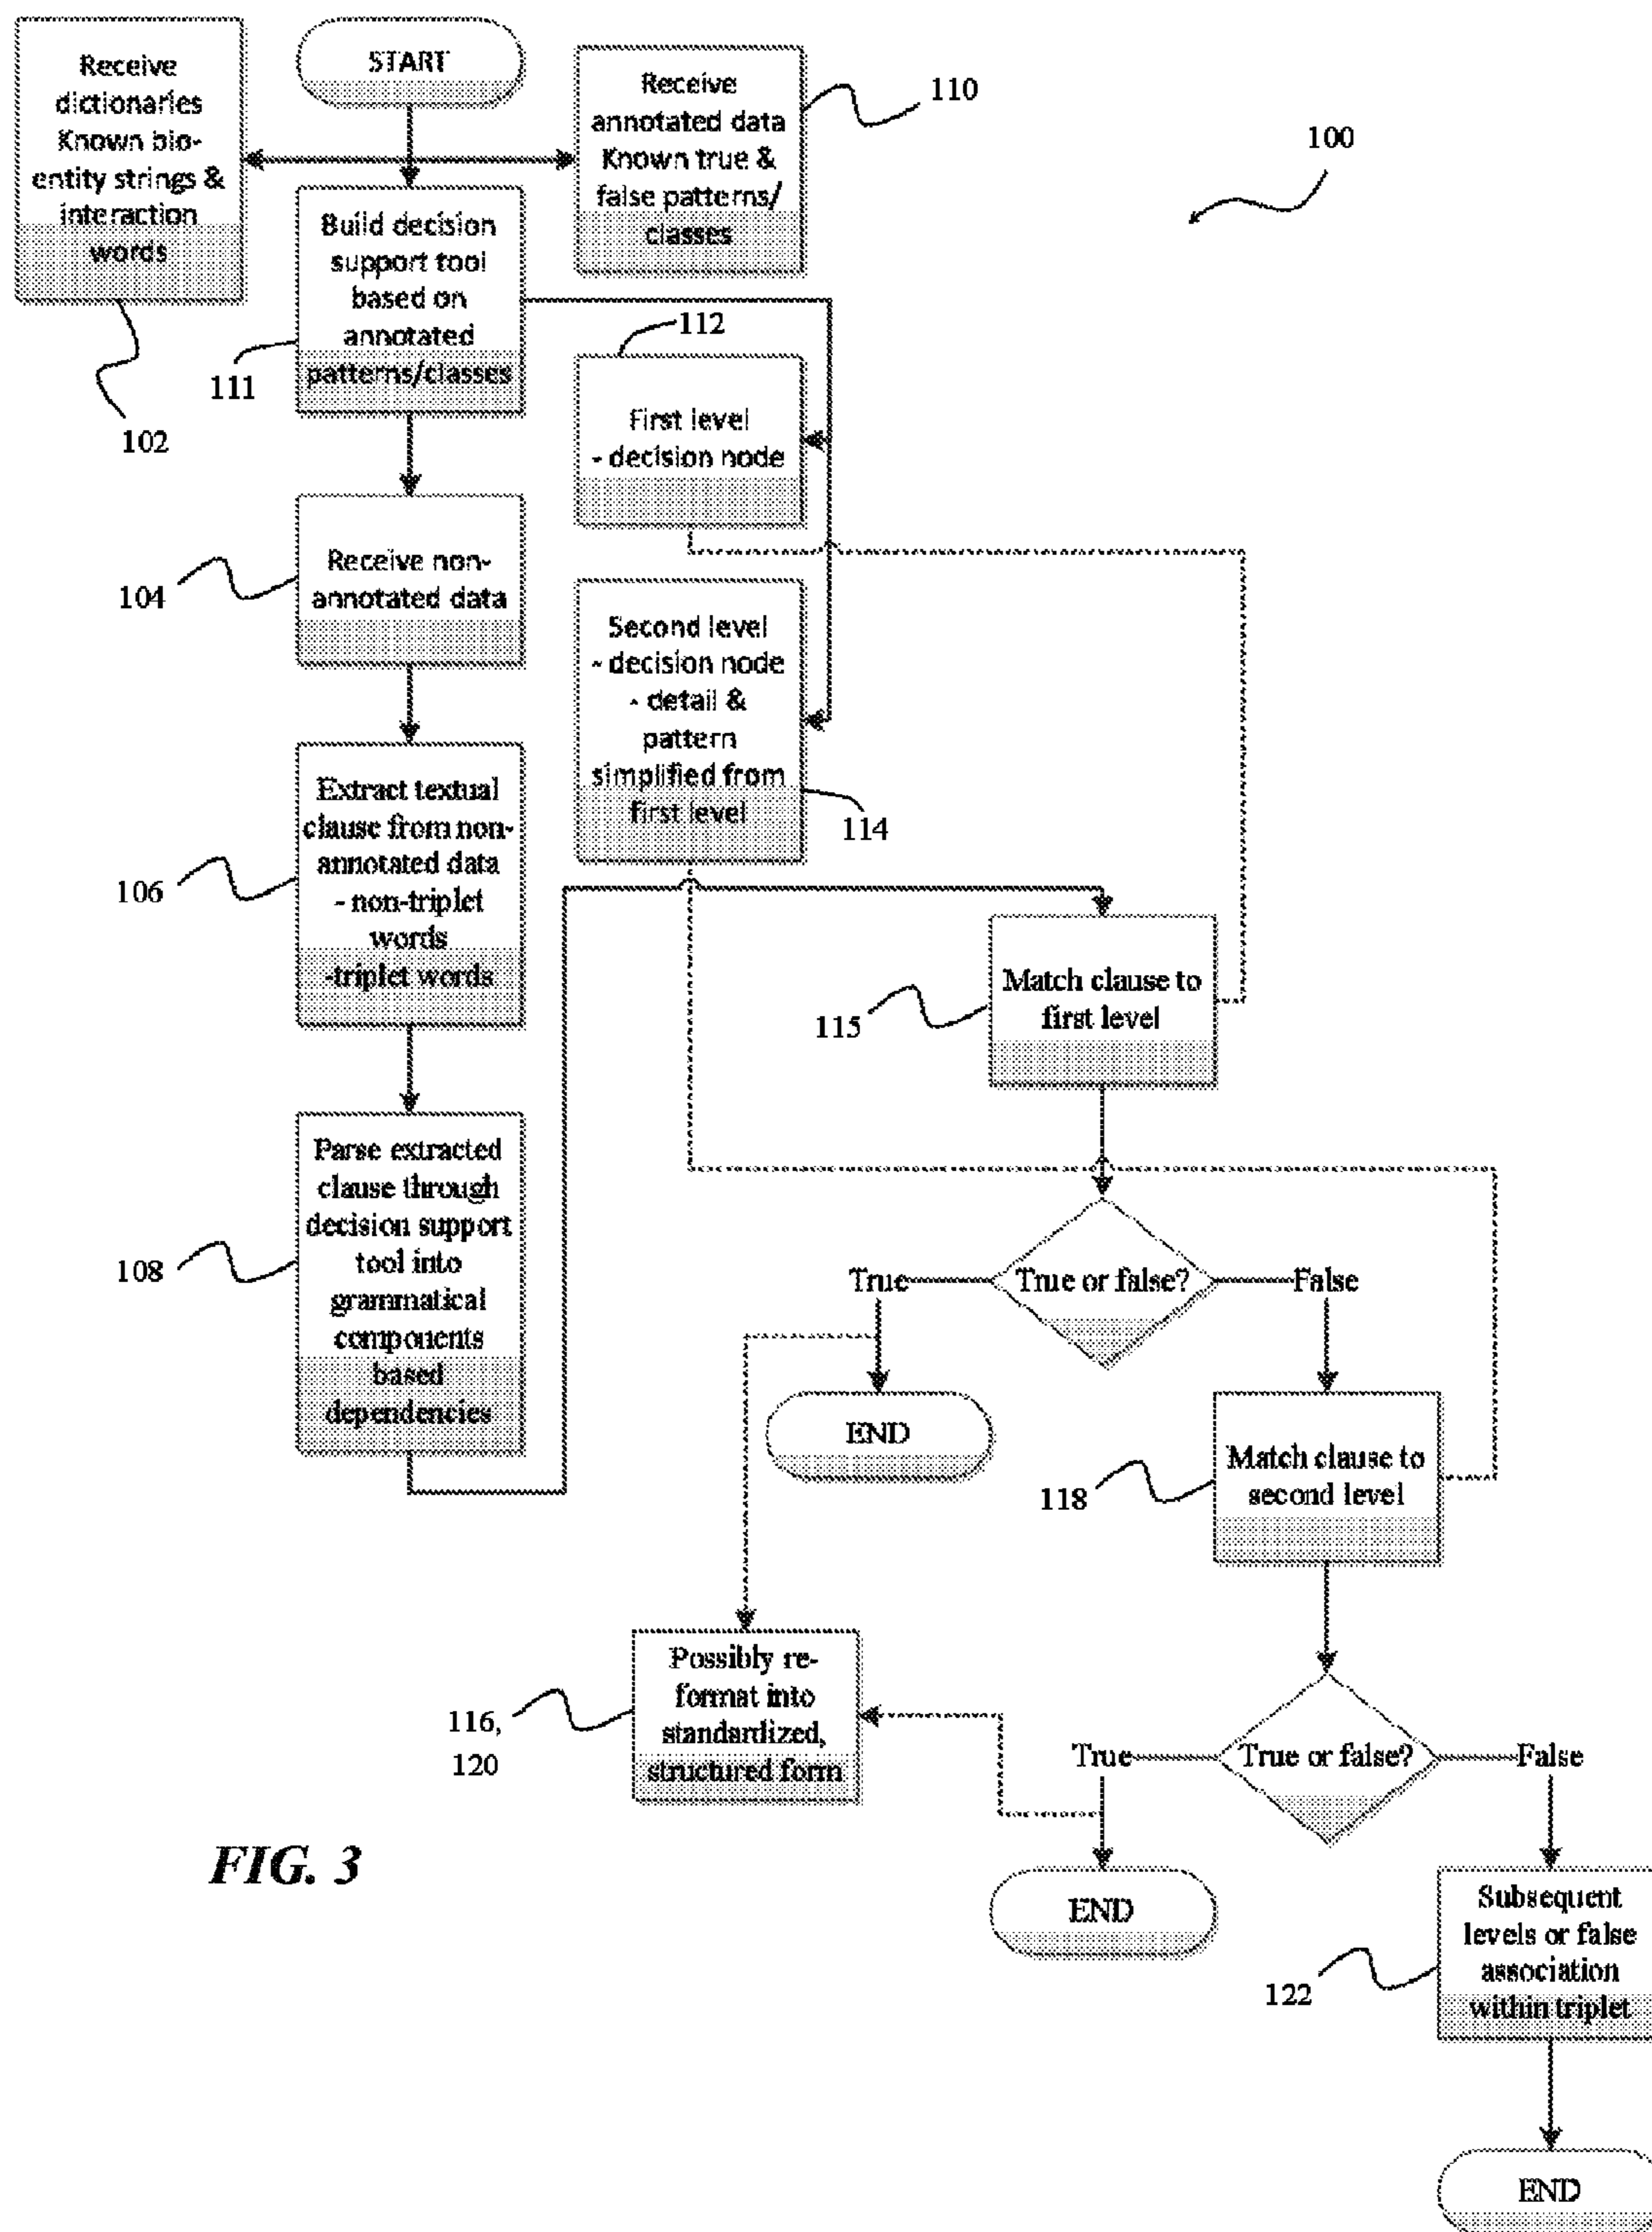 Receive
dictionaries
Known bio-
entity strings &
interaction
words
102
START
Receive
annotated data
Known true &
false patterns/
classes
110
100
Build decision
support tool
based on
annotated
patterns/classes
111
112
First level
- decision node
Receive non-
annotated data
104
Second level
- decision node
- detail &
pattern
simplified from
first level
114
Extract textual
clause from non-
annotated data
- non-triplet
words
-triplet words
106
Match clause to
first level
115
Parse extracted
clause through
decision support
tool into
grammatical
components
based
dependencies
108
True
True or false?
False
END
Match clause to
second level
118
Possibly re-
format into
standardized,
structured form
116,
120
True
True or false?
False
FIG. 3
END
Subsequent
levels or false
association
within triplet
122
END